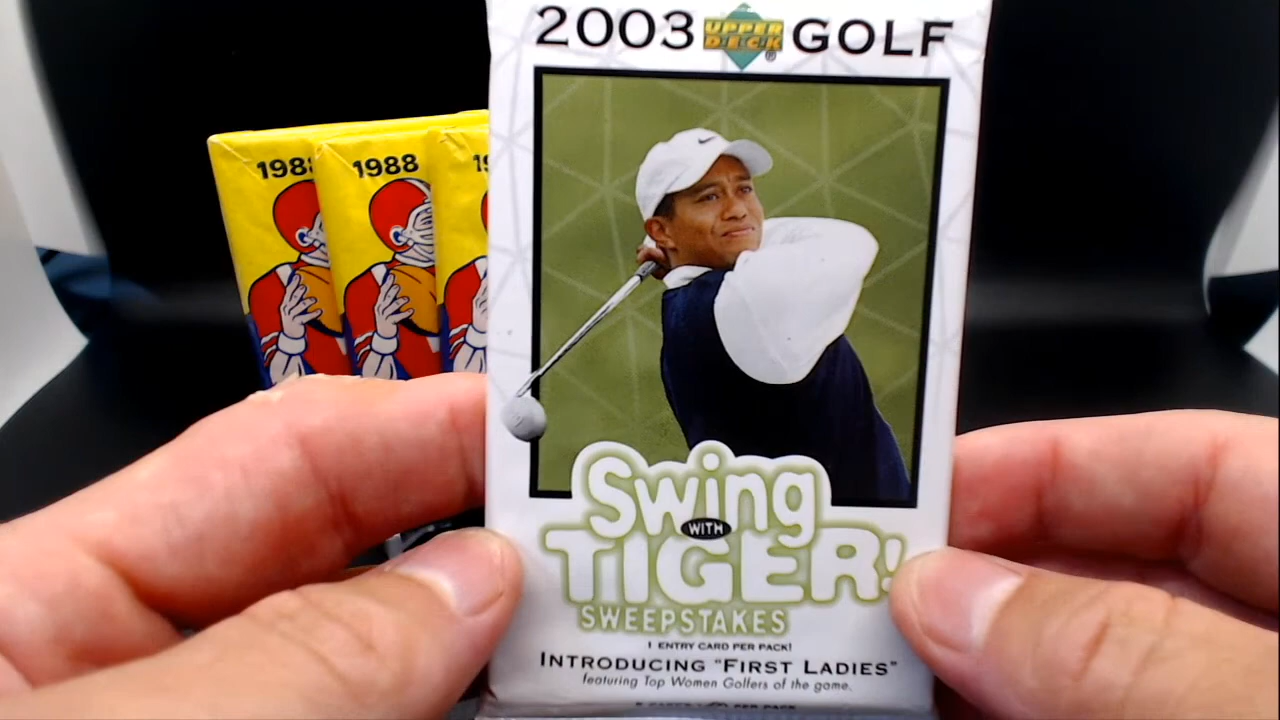 2003 UPPER DECK® GOLF
1988
1988
Swing
WITH
TIGER!
SWEEPSTAKES
1 ENTRY CARD PER PACK!
INTRODUCING "FIRST LADIES"
featuring Top Women Golfers of the game.